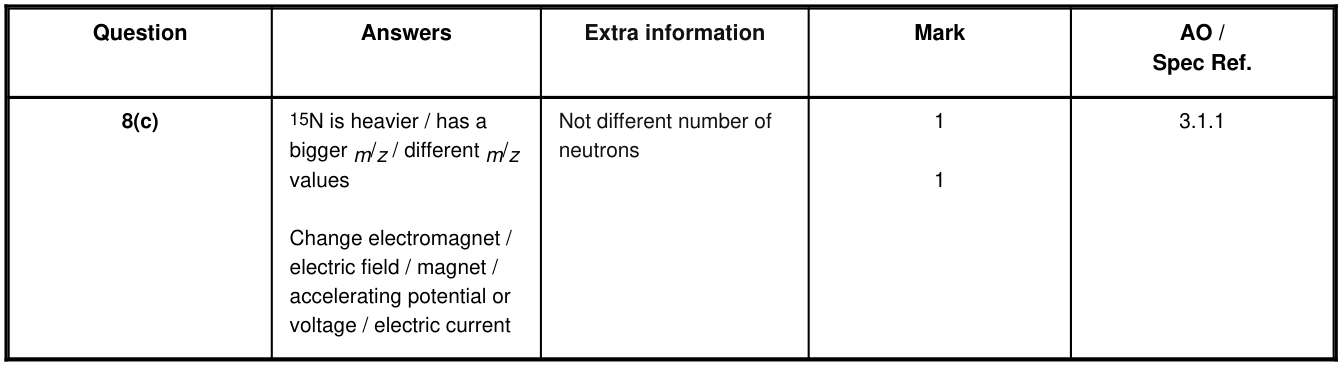 Question Answers Extra information Mark AO /
Spec Ref.
8(c) 15N is heavier / has a Not different number of 1 3.1.1
bigger m/z / different m/z neutrons
values 1
Change electromagnet /
electric field / magnet /
accelerating potential or
voltage / electric current